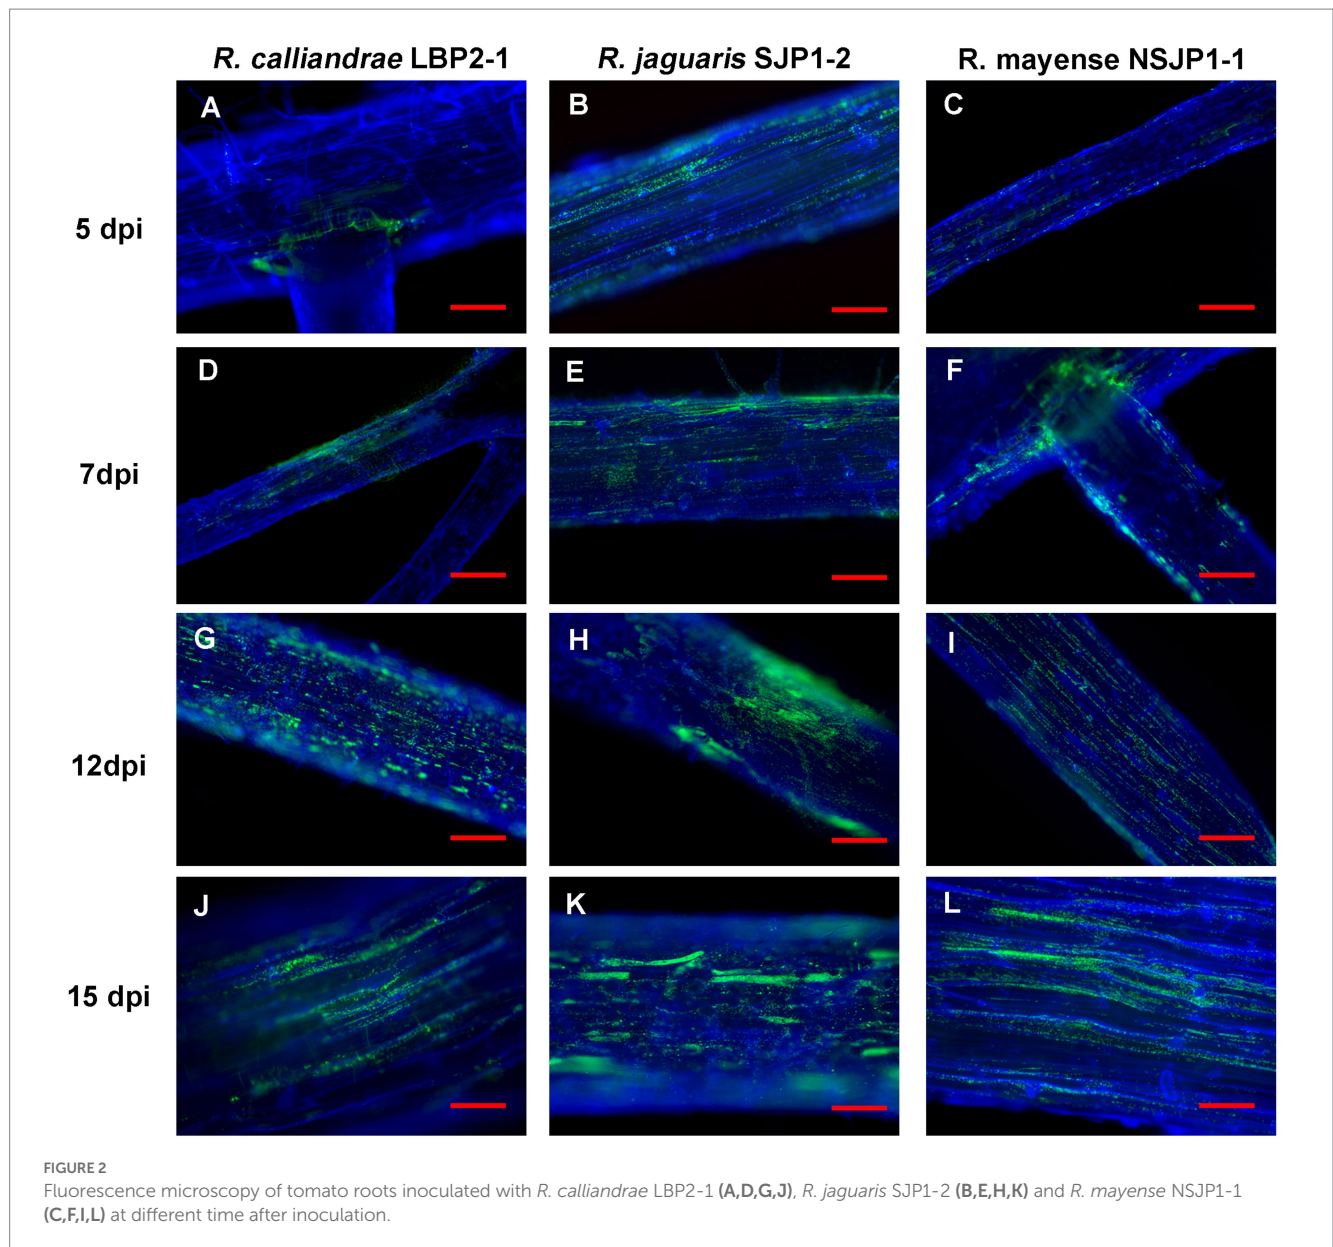 R. calliandrae LBP2-1 R. jaguaris SJP1-2 R. mayense NSJP1-1
5 dpi A B C
7dpi D E F
12dpi G H I
15 dpi J K L
FIGURE 2
Fluorescence microscopy of tomato roots inoculated with R. calliandrae LBP2-1 (A,D,G,J), R. jaguaris SJP1-2 (B,E,H,K) and R. mayense NSJP1-1
(C,F,I,L) at different time after inoculation.